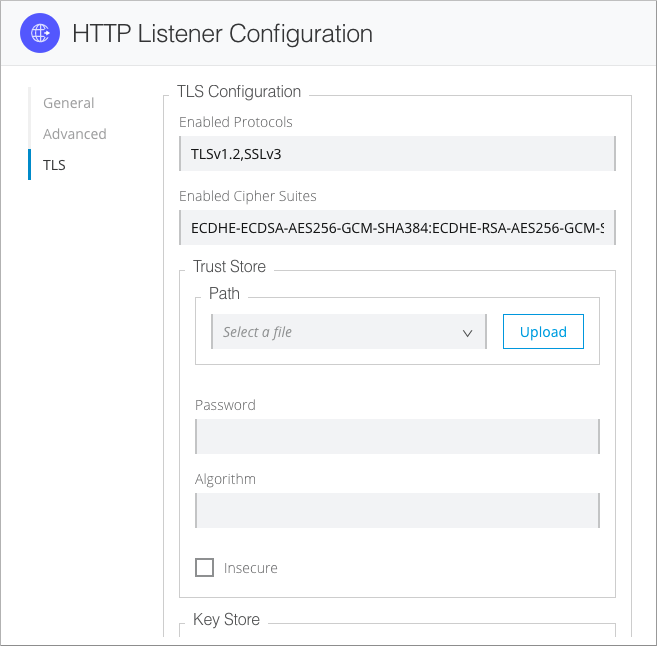 HTTP Listener Configuration
General
Advanced
TLS
TLS Configuration
Enabled Protocols
TLSv1.2,SSLv3
Enabled Cipher Suites
ECDHE-ECDSA-AES256-GCM-SHA384:ECDHE-RSA-AES256-GCM-S
Trust Store
Path
Select a file
Upload
Password
Algorithm
Insecure
Key Store